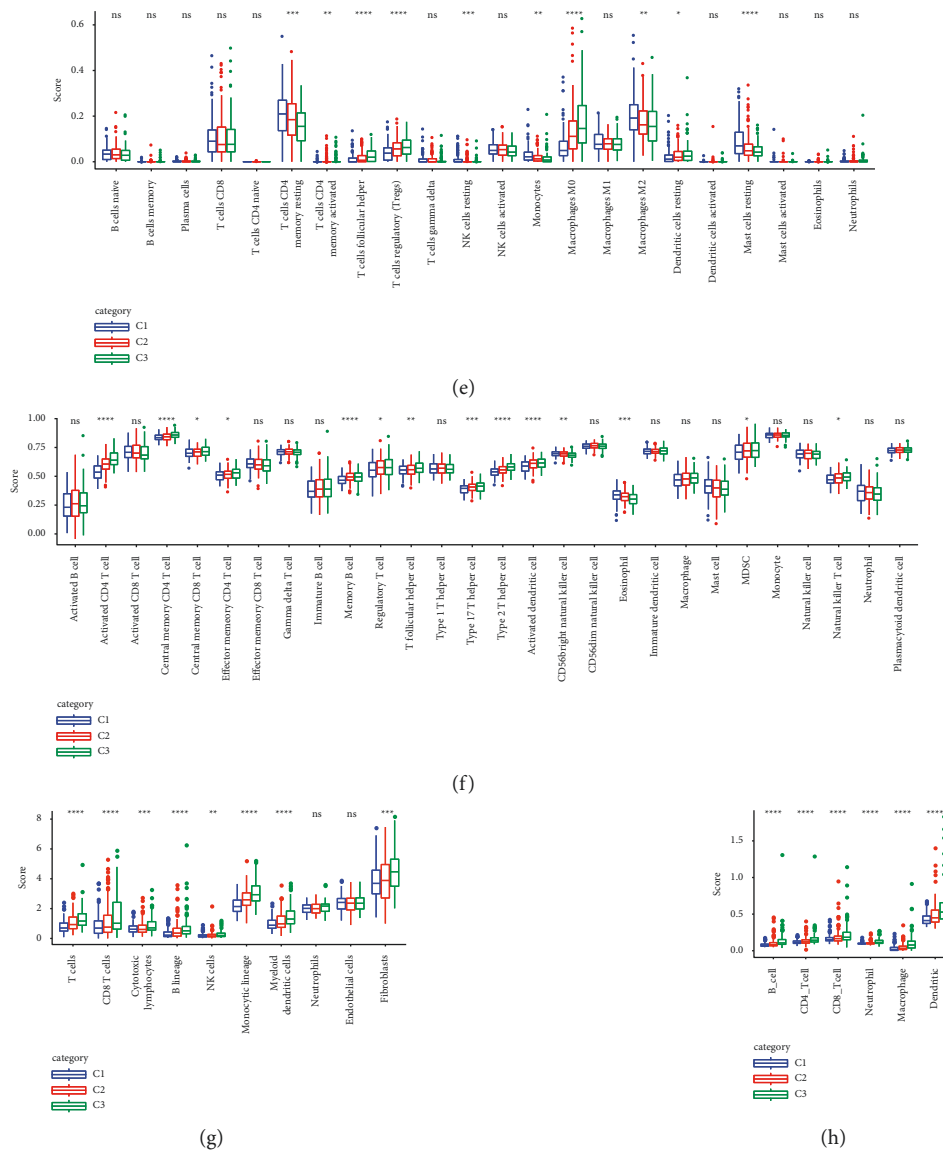 ns ns ns ns ns *** ** **** **** ns *** ns ** **** ns ** * ns **** ns ns ns
0.6
0.4
0.2
0.0
Score
B cells naive
B cells memory
Plasma cells
T cells CD8
T cells CD4 naive
T cells CD4
memory resting
T cells CD4
memory activated
T cells follicular helper
T cells regulatory (Tregs)
T cells gamma delta
NK cells resting
NK cells activated
Monocytes
Macrophages M0
Macrophages M1
Macrophages M2
Dendritic cells resting
Dendritic cells activated
Mast cells resting
Mast cells activated
Eosinophils
Neutrophils
category
C1
C2
C3
(e)
ns **** ns **** * * ns ns ns **** * ** ns *** **** **** ** ns *** ns ns ns * ns ns * ns ns
1.00
0.75
0.50
0.25
0.00
Score
Activated B cell
Activated CD4 T cell
Activated CD8 T cell
Central memory CD4 T cell
Central memory CD8 T cell
Effector memeoro CD4 T cell
Effector memeoro CD8 T cell
Gamma delta T cell
Immature B cell
Memory B cell
Regulatory T cell
T follicular helper cell
Type 1 T helper cell
Type 17 T helper cell
Type 2 T helper cell
Activated dendritic cell
CD56bright natural killer cell
CD56dim natural killer cell
Eosinophil
Immature dendritic cell
Macrophage
Mast cell
MDSC
Monocyte
Natural killer cell
Natural killer T cell
Neutrophil
Plasmacytoid dendritic cell
category
C1
C2
C3
(f)
**** **** *** **** ** **** **** ns ns ***
8
6
4
2
0
Score
T cells
CD8 T cells
Cytotoxic
lymphocytes
B lineage
NK cells
Monocytic lineage
Myeloid
dendritic cells
Neutrophils
Endothelial cells
Fibroblasts
category
C1
C2
C3
(g)
**** **** **** **** **** ****
1.5
1.0
0.5
0.0
Score
B_cell
CD4_Tcell
CD8_Tcell
Neutrophil
Macrophage
Dendritic
category
C1
C2
C3
(h)